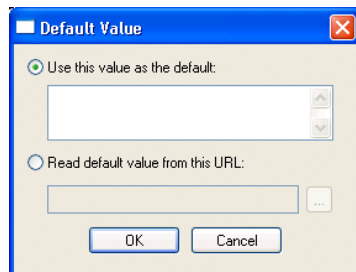 Default Value
Use this value as the default:
Read default value from this URL:
...
OK
Cancel